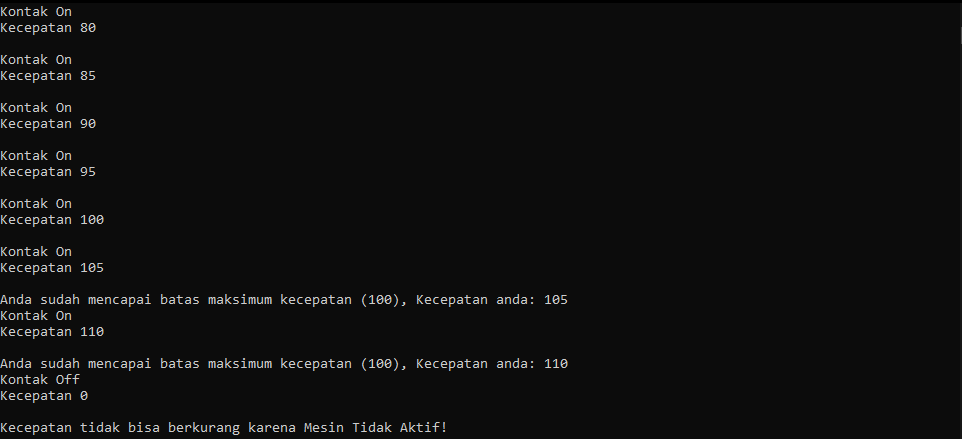 Kontak On
Kecepatan 80
Kontak On
Kecepatan 85
Kontak On
Kecepatan 90
Kontak On
Kecepatan 95
Kontak On
Kecepatan 100
Kontak On
Kecepatan 105
Anda sudah mencapai batas maksimum kecepatan (100), Kecepatan anda: 105
Kontak On
Kecepatan 110
Anda sudah mencapai batas maksimum kecepatan (100), Kecepatan anda: 110
Kontak Off
Kecepatan 0
Kecepatan tidak bisa berkurang karena Mesin Tidak Aktif!